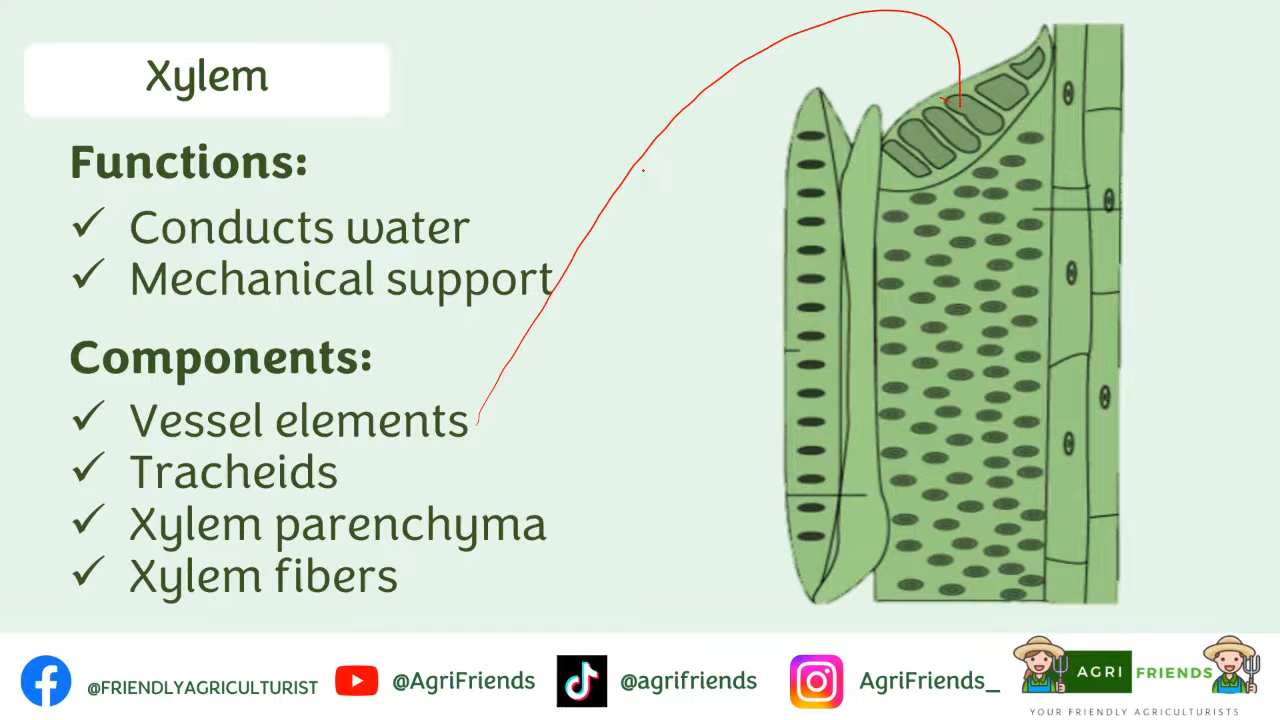 Xylem
Functions:
✓ Conducts water
✓ Mechanical support
Components:
✓ Vessel elements
✓ Tracheids
✓ Xylem parenchyma
✓ Xylem fibers
@FRIENDLYAGRICULTURIST
@AgriFriends
@agrifriends
AgriFriends_
AGRI FRIENDS
YOUR FRIENDLY AGRICULTURISTS